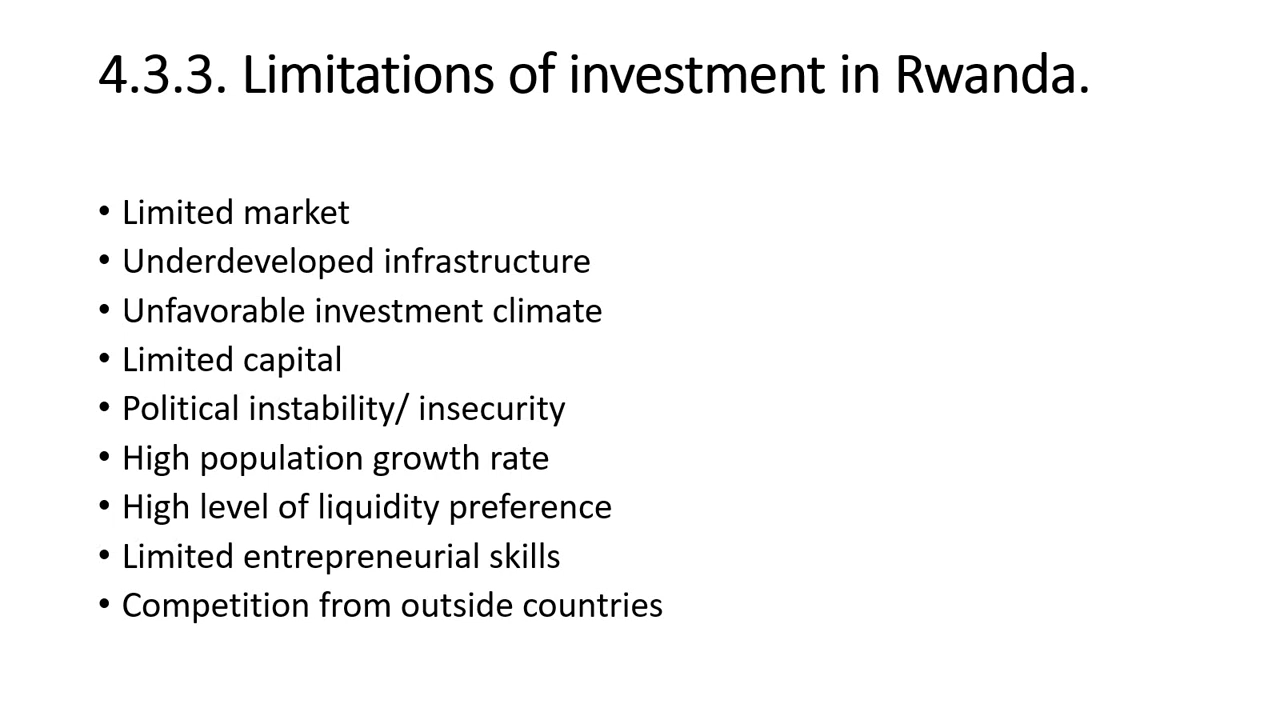 4.3.3. Limitations of investment in Rwanda.
• Limited market
• Underdeveloped infrastructure
• Unfavorable investment climate
• Limited capital
• Political instability/ insecurity
• High population growth rate
• High level of liquidity preference
• Limited entrepreneurial skills
• Competition from outside countries